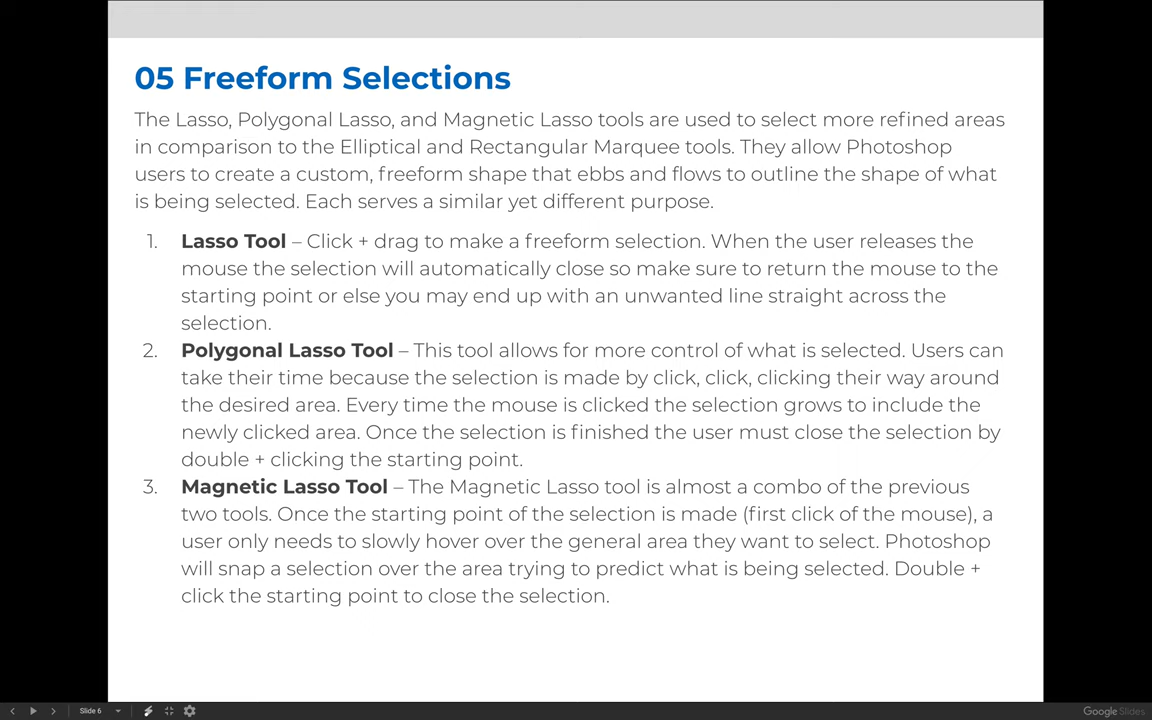 05 Freeform Selections
The Lasso, Polygonal Lasso, and Magnetic Lasso tools are used to select more refined areas
in comparison to the Elliptical and Rectangular Marquee tools. They allow Photoshop
users to create a custom, freeform shape that ebbs and flows to outline the shape of what
is being selected. Each serves a similar yet different purpose.
1. Lasso Tool – Click + drag to make a freeform selection. When the user releases the
mouse the selection will automatically close so make sure to return the mouse to the
starting point or else you may end up with an unwanted line straight across the
selection.
2. Polygonal Lasso Tool – This tool allows for more control of what is selected. Users can
take their time because the selection is made by click, click, clicking their way around
the desired area. Every time the mouse is clicked the selection grows to include the
newly clicked area. Once the selection is finished the user must close the selection by
double + clicking the starting point.
3. Magnetic Lasso Tool – The Magnetic Lasso tool is almost a combo of the previous
two tools. Once the starting point of the selection is made (first click of the mouse), a
user only needs to slowly hover over the general area they want to select. Photoshop
will snap a selection over the area trying to predict what is being selected. Double +
click the starting point to close the selection.
Slide 6
Google Slides